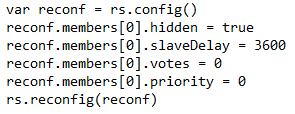 var reconf = rs.config()
reconf.members[0].hidden = true
reconf.members[0].slaveDelay = 3600
reconf.members[0].votes = 0
reconf.members[0].priority = 0
rs.reconfig(reconf)